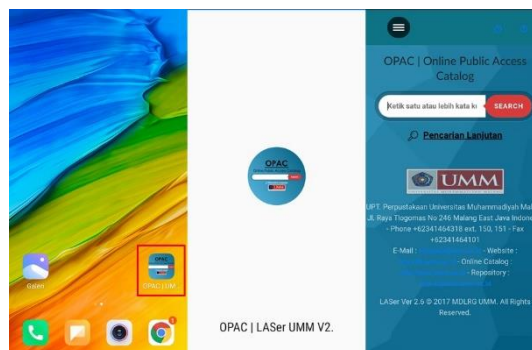 Galeri
OPAC | UM...
OPAC
OPAC | LASer UMM V2.
OPAC | Online Public Access
Catalog
Ketik satu atau lebih kata k
SEARCH
Pencarian Lanjutan
UMM
UPT. Perpustakaan Universitas Muhammadiyah Mal
Jl. Raya Tlogomas No 246 Malang East Java Indone
- Phone +62341464318 ext. 150, 151 - Fax
+62341464101
E-Mail : - Website :
- Online Catalog :
- Repository :
LASer Ver 2.6 @ 2017 MDLRG UMM. All Rights
Reserved.